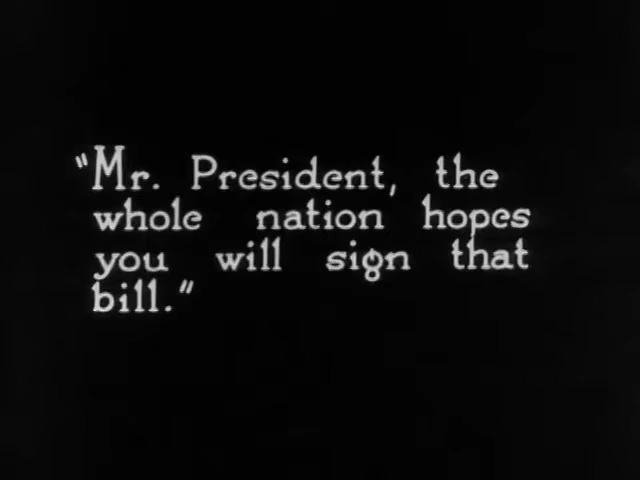 "Mr. President, the
whole nation hopes
you will sign that
bill."